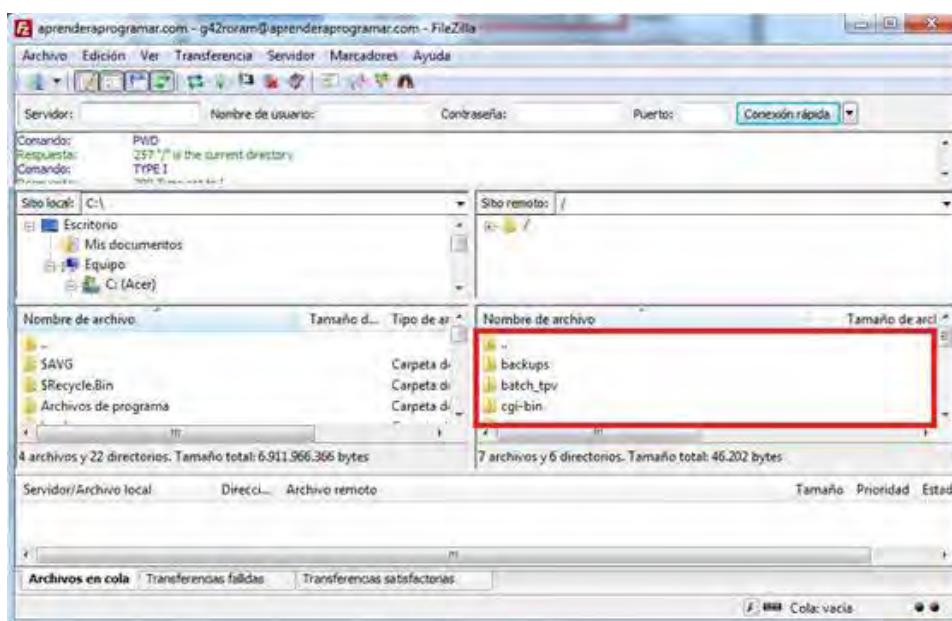 aprenderaprogramar.com - g42roram@aprenderaprogramar.com - FileZilla
Archivo Edición Ver Transferencia Servidor Marcadores Ayuda
Servidor: Nombre de usuario: Contraseña: Puerto: Conexión rápida
Comando: PWD
Respuesta: 257 "/" is the current directory
Comando: TYPE I
Sitio local: C:\
Sitio remoto: /
Escritorio
Mis documentos
Equipo
C: (Acer)
/
Nombre de archivo Tamaño d... Tipo de ar
..
$AVG Carpeta d
$Recycle.Bin Carpeta d
Archivos de programa Carpeta d
4 archivos y 22 directorios. Tamaño total: 6.911.966.366 bytes
Nombre de archivo Tamaño de arcl
..
backups
batch_tpv
cgi-bin
7 archivos y 6 directorios. Tamaño total: 46.202 bytes
Servidor/Archivo local Direcci... Archivo remoto Tamaño Prioridad Estad
Archivos en cola Transferencias fallidas Transferencias satisfactorias
Cola: vacía